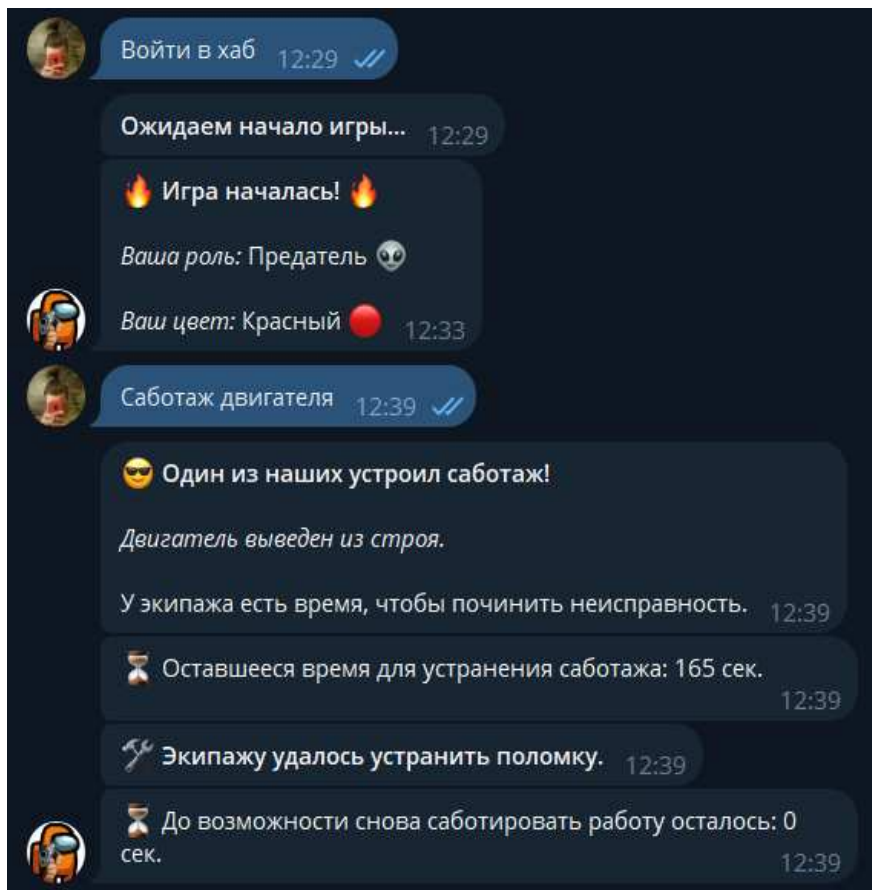 Войти в хаб 12:29
Ожидаем начало игры... 12:29
🔥 Игра началась! 🔥
Ваша роль: Предатель 👽
Ваш цвет: Красный 🔴 12:33
Саботаж двигателя 12:39
😎 Один из наших устроил саботаж!
Двигатель выведен из строя.
У экипажа есть время, чтобы починить неисправность. 12:39
⏳ Оставшееся время для устранения саботажа: 165 сек.
12:39
🛠 Экипажу удалось устранить поломку. 12:39
⏳ До возможности снова саботировать работу осталось: 0
сек. 12:39